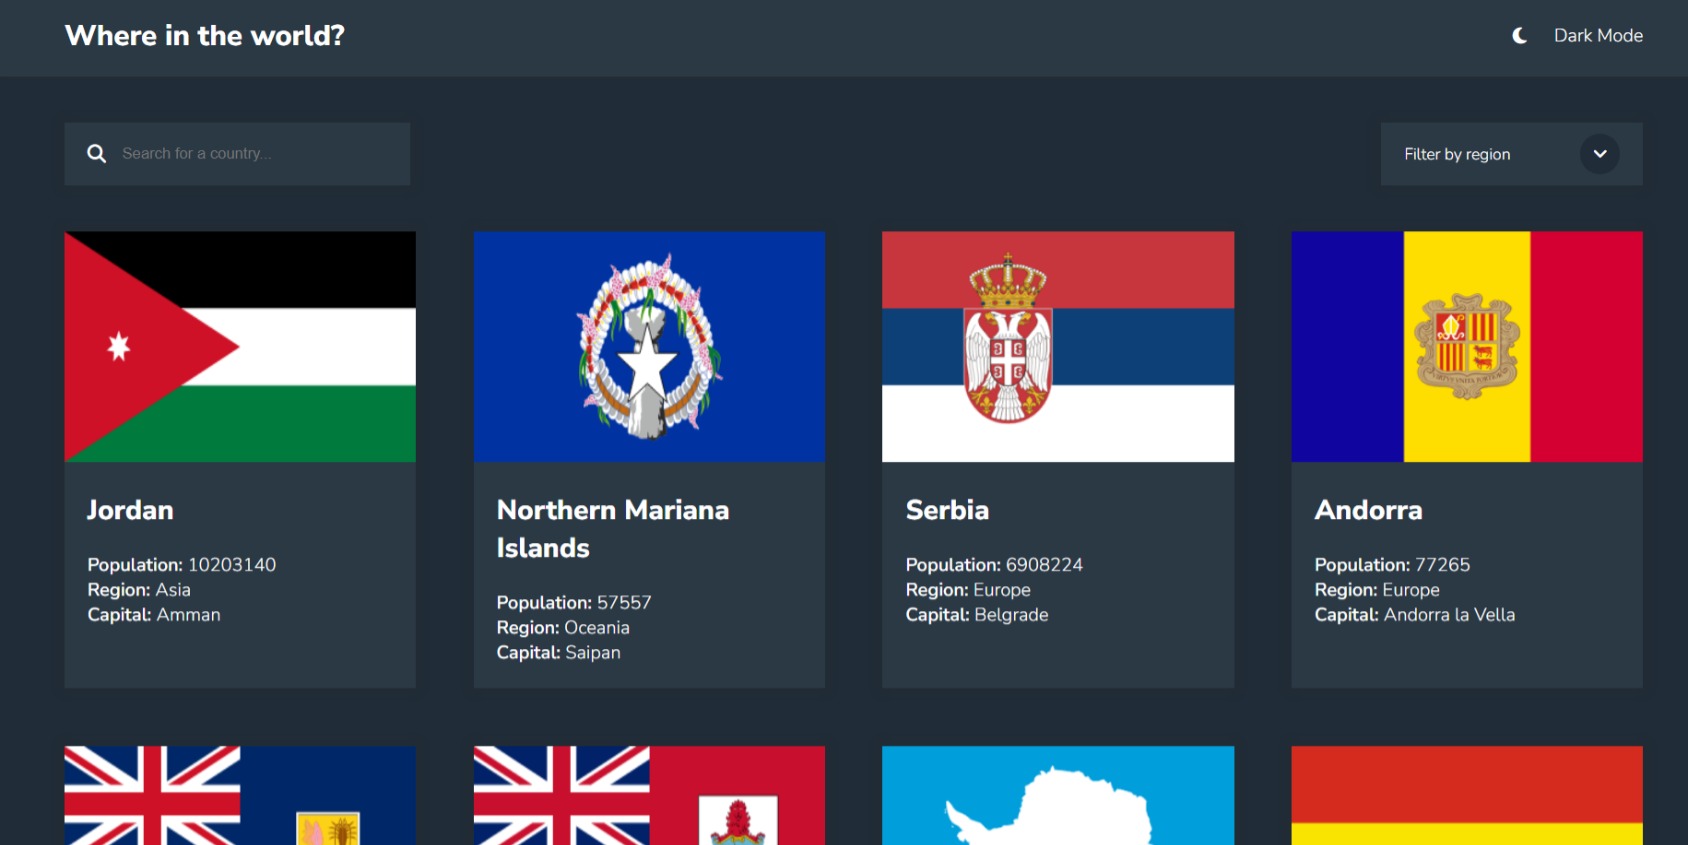 Where in the world?
Dark Mode
Search for a country...
Filter by region
Jordan
Population: 10203140
Region: Asia
Capital: Amman
Northern Mariana
Islands
Population: 57557
Region: Oceania
Capital: Saipan
Serbia
Population: 6908224
Region: Europe
Capital: Belgrade
Andorra
Population: 77265
Region: Europe
Capital: Andorra la Vella